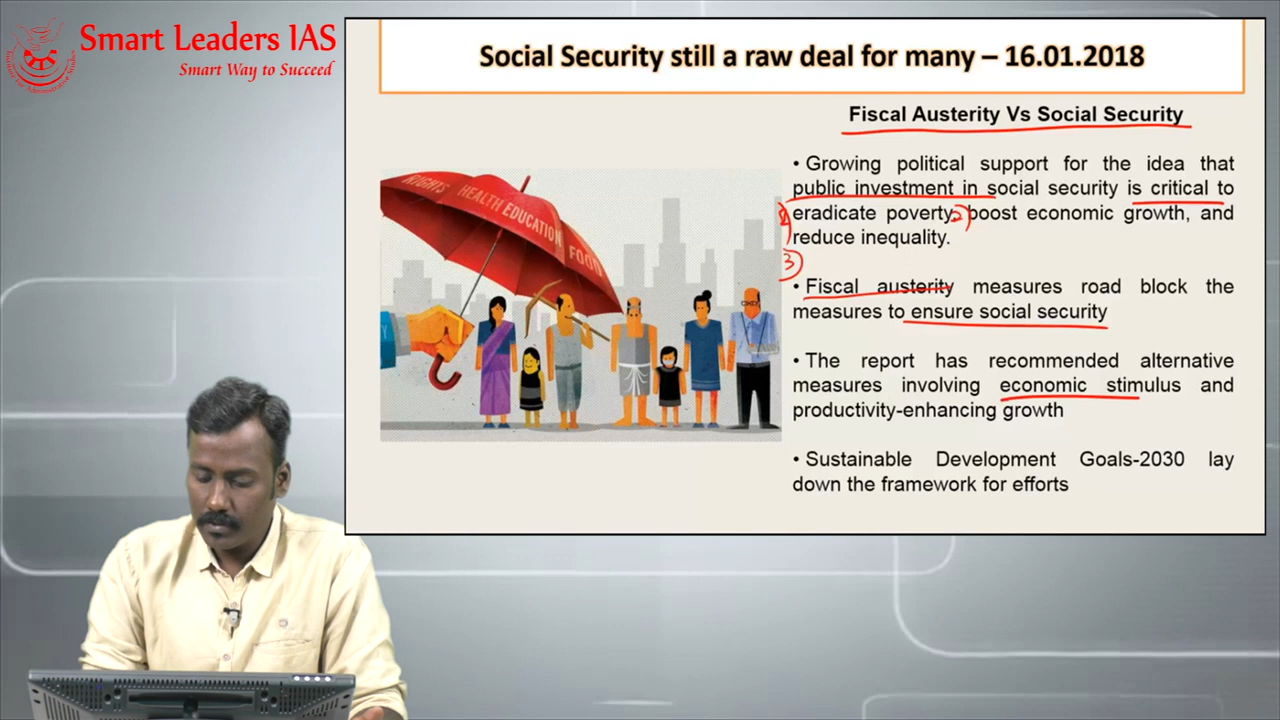 Smart Leaders IAS
Smart Way to Succeed
Social Security still a raw deal for many – 16.01.2018
Fiscal Austerity Vs Social Security
• Growing political support for the idea that
public investment in social security is critical to
eradicate poverty, boost economic growth, and
reduce inequality.
• Fiscal austerity measures road block the
measures to ensure social security
• The report has recommended alternative
measures involving economic stimulus and
productivity-enhancing growth
• Sustainable Development Goals-2030 lay
down the framework for efforts
RIGHTS HEALTH EDUCATION FOOD
2)
3